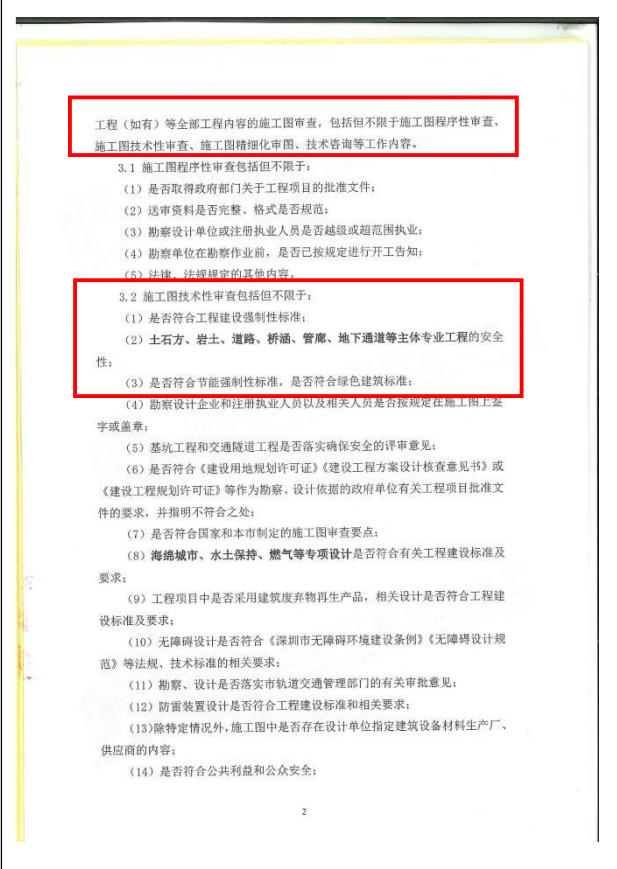 工程（如有）等全部工程内容的施工图审查，包括但不限于施工图程序性审查、
施工图技术性审查、施工图精细化审图、技术咨询等工作内容。
3.1 施工图程序性审查包括但不限于：
（1）是否取得政府部门关于工程项目的批准文件；
（2）送审资料是否完整、格式是否规范；
（3）勘察设计单位或注册执业人员是否越级或超范围执业；
（4）勘察单位在勘察作业前，是否已按规定进行开工告知；
（5）法律、法规规定的其他内容。
3.2 施工图技术性审查包括但不限于：
（1）是否符合工程建设强制性标准；
（2）土石方、岩土、道路、桥涵、管廊、地下通道等主体专业工程的安全
性；
（3）是否符合节能强制性标准，是否符合绿色建筑标准；
（4）勘察设计企业和注册执业人员以及相关人员是否按规定在施工图上签
字或盖章；
（5）基坑工程和交通隧道工程是否落实确保安全的评审意见；
（6）是否符合《建设用地规划许可证》《建设工程方案设计核查意见书》或
《建设工程规划许可证》等作为勘察、设计依据的政府单位有关工程项目批准文
件的要求，并指明不符合之处；
（7）是否符合国家和本市制定的施工图审查要点；
（8）海绵城市、水土保持、燃气等专项设计是否符合有关工程建设标准及
要求；
（9）工程项目中是否采用建筑废弃物再生产品，相关设计是否符合工程建
设标准及要求；
（10）无障碍设计是否符合《深圳市无障碍环境建设条例》《无障碍设计规
范》等法规、技术标准的相关要求；
（11）勘察、设计是否落实市轨道交通管理部门的有关审批意见；
（12）防雷装置设计是否符合工程建设标准和相关要求；
（13）除特定情况外，施工图中是否存在设计单位指定建筑设备材料生产厂、
供应商的内容；
（14）是否符合公共利益和公众安全；
2